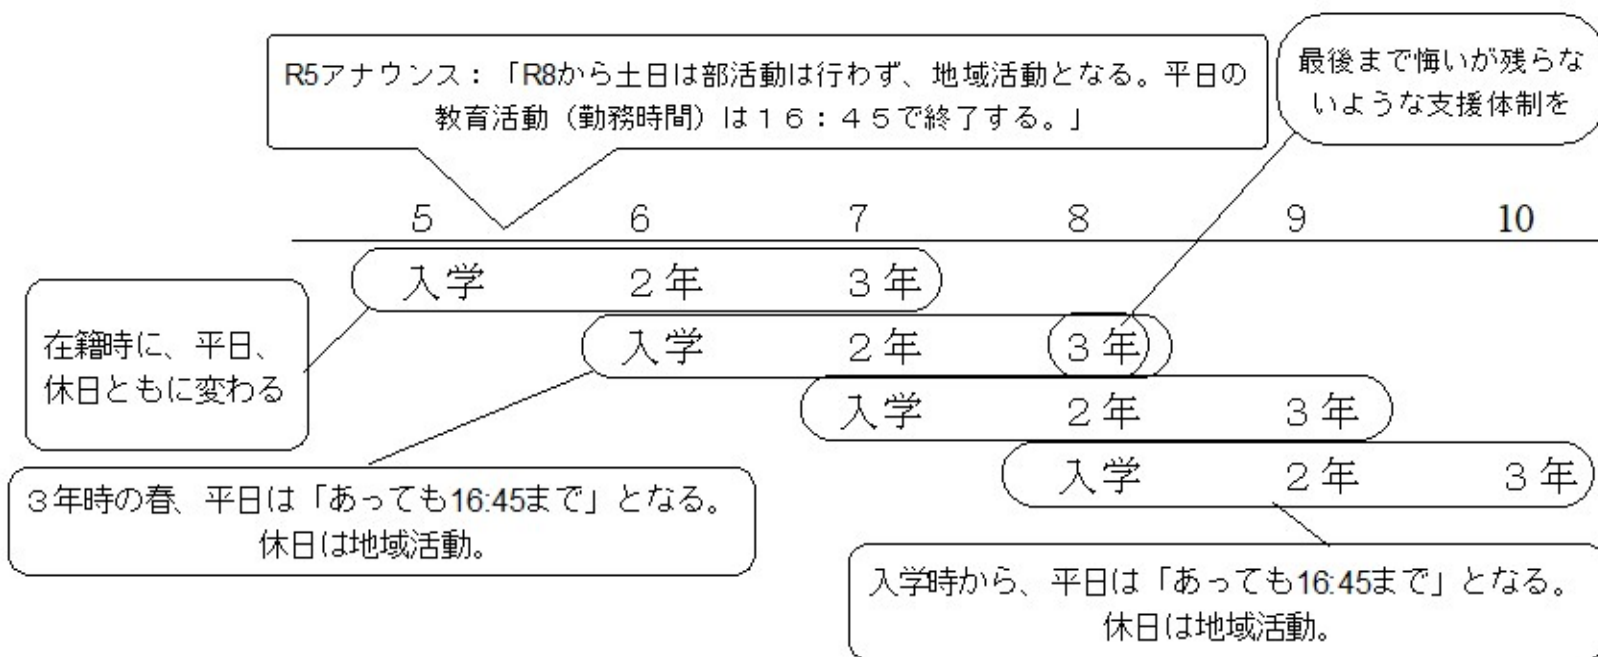 R5アナウンス：「R8から土日は部活動は行わず、地域活動となる。平日の
教育活動（勤務時間）は１６：４５で終了する。」
最後まで悔いが残らな
いような支援体制を
5 6 7 8 9 10
入学 ２年 ３年
入学 ２年 ３年
入学 ２年 ３年
入学 ２年 ３年
在籍時に、平日、
休日ともに変わる
３年時の春、平日は「あっても16:45まで」となる。
休日は地域活動。
入学時から、平日は「あっても16:45まで」となる。
休日は地域活動。